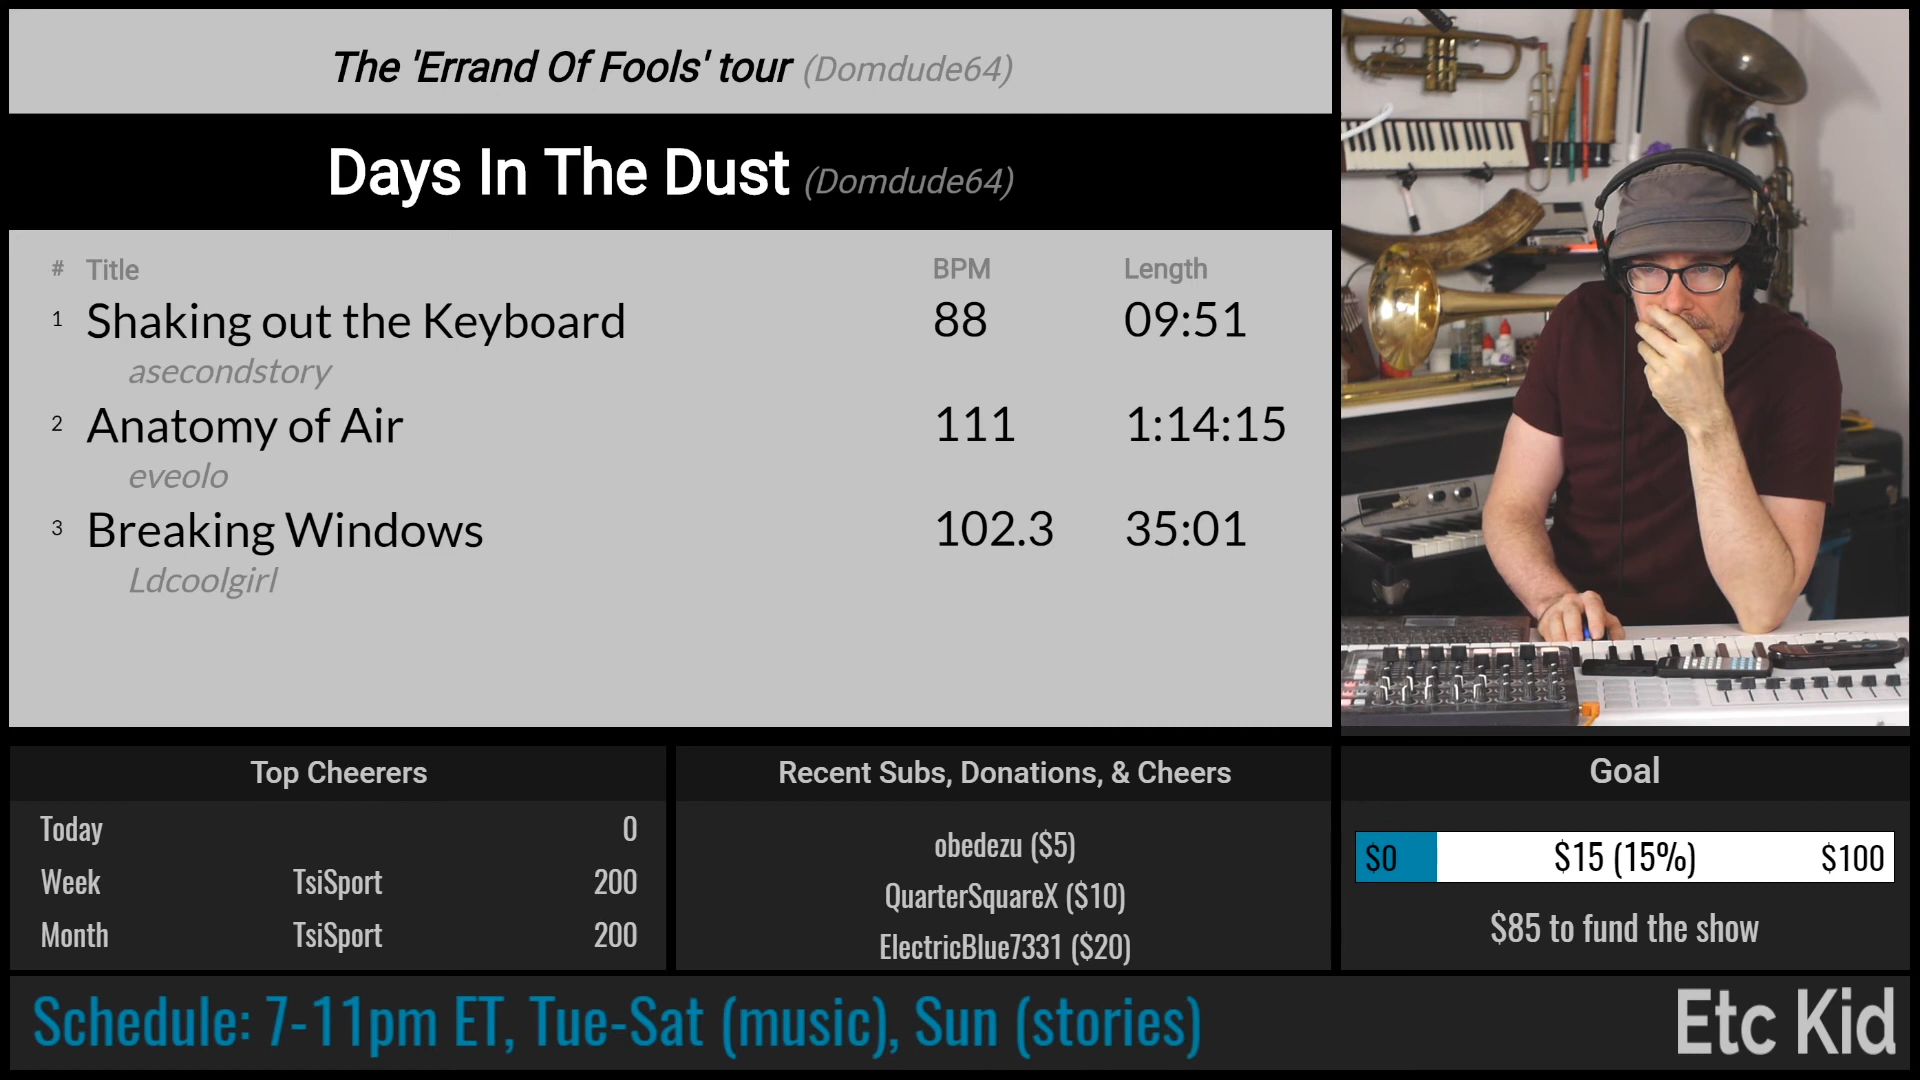 The 'Errand Of Fools' tour (Domdude64)
Days In The Dust (Domdude64)
# Title BPM Length
1 Shaking out the Keyboard 88 09:51
asecondstory
2 Anatomy of Air 111 1:14:15
eveolo
3 Breaking Windows 102.3 35:01
Ldcoolgirl
Top Cheerers
Today 0
Week TsiSport 200
Month TsiSport 200
Recent Subs, Donations, & Cheers
obedezu ($5)
QuarterSquareX ($10)
ElectricBlue7331 ($20)
Goal
$0 $15 (15%) $100
$85 to fund the show
Schedule: 7-11pm ET, Tue-Sat (music), Sun (stories)
Etc Kid